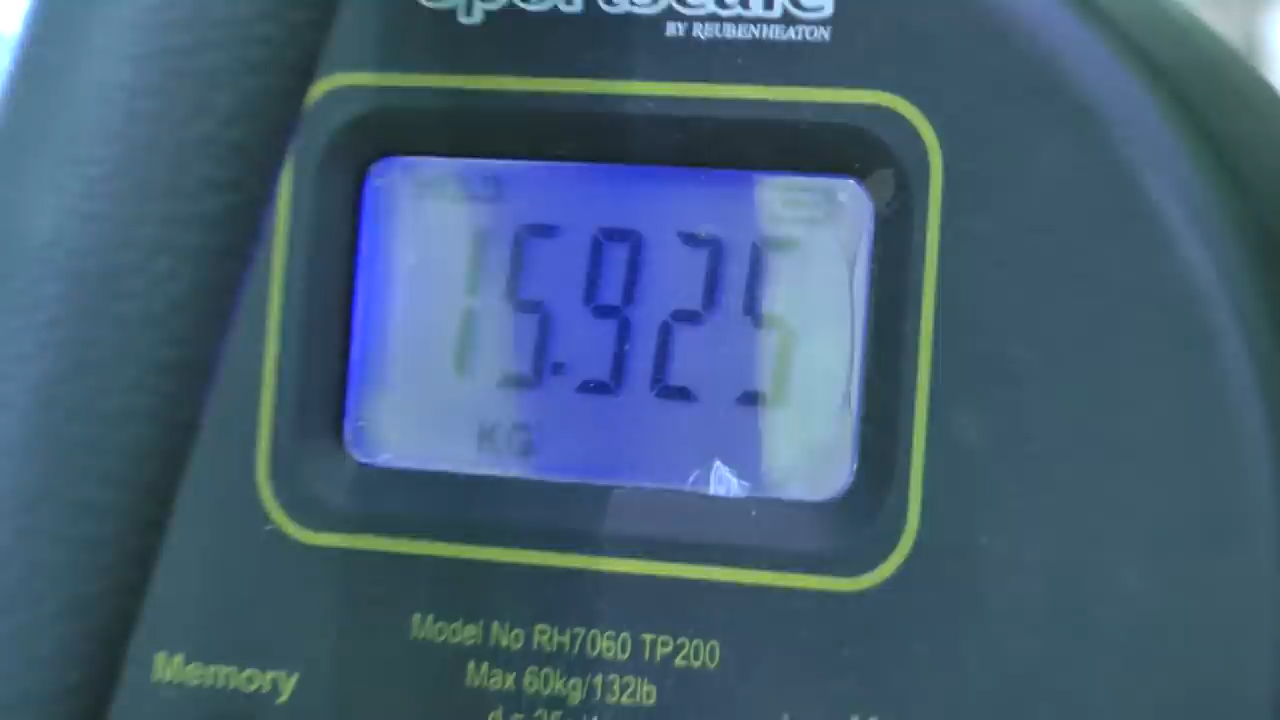 BY REUBENHEATON
15.925
KG
Model No RH7060 TP200
Memory
Max 60kg/132lb